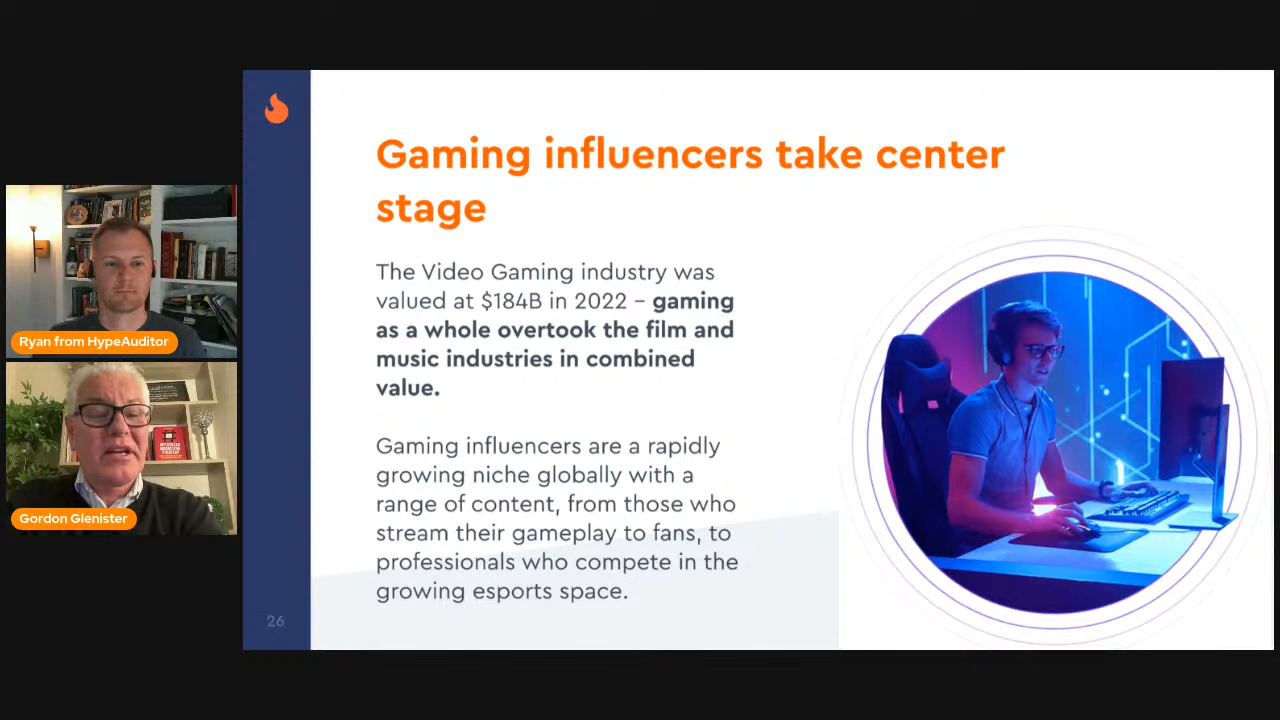 Gaming influencers take center
stage
The Video Gaming industry was
valued at $184B in 2022 – gaming
as a whole overtook the film and
music industries in combined
value.
Gaming influencers are a rapidly
growing niche globally with a
range of content, from those who
stream their gameplay to fans, to
professionals who compete in the
growing esports space.
26
Ryan from HypeAuditor
Gordon Glenister